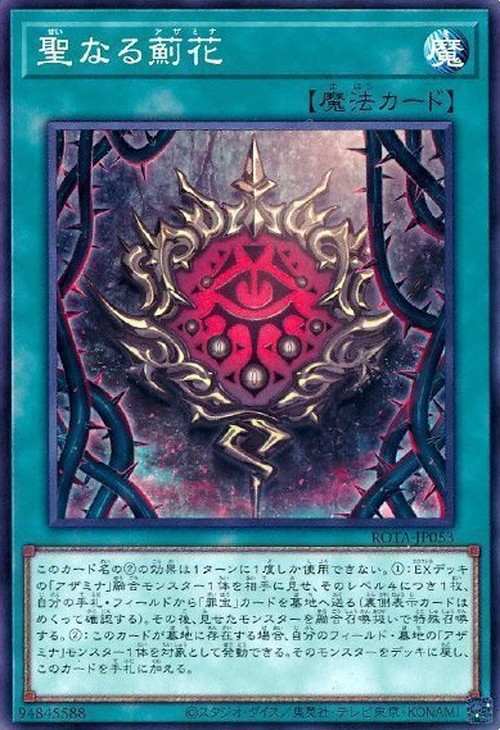 聖なる薊花
【魔法カード】
魔
ROTA-JP053
このカード名の②の効果は1ターンに1度しか使用できない。①:EXデッキ
の「アザミナ」融合モンスター1体を相手に見せ、そのレベル4につき1枚、
自分の手札・フィールドから「罪宝」カードを墓地へ送る(裏側表示カードは
めくって確認する)。その後、見せたモンスターを融合召喚扱いで特殊召喚
する。②:このカードが墓地に存在する場合、自分のフィールド・墓地の「アザ
ミナ」モンスター1体を対象として発動できる。そのモンスターをデッキに戻し、
このカードを手札に加える。
94845588
©スタジオ・ダイス/集英社・テレビ東京・KONAMI